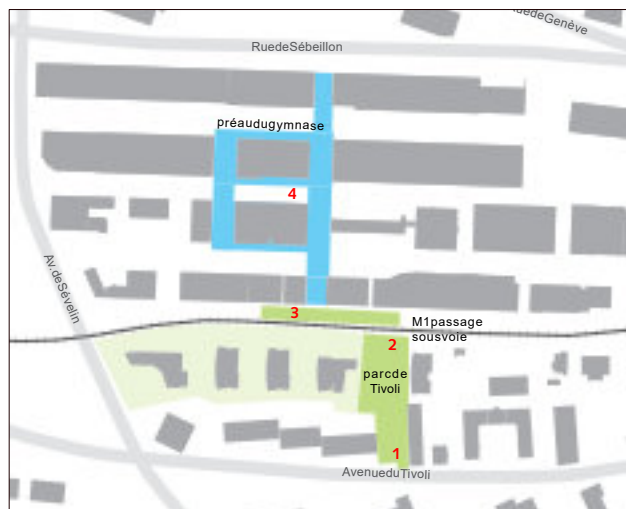 RuedeGenève
RuedeSébeillon
préaudugymnase
4
Av.deSévelin
3
M1passage
sousvoie
2
parcde
Tivoli
1
AvenueduTivoli